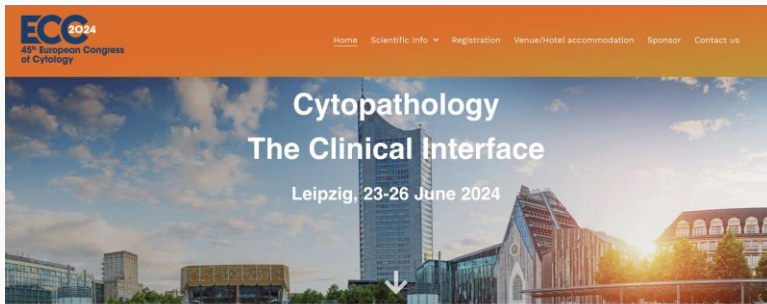 ECC 2024
45th European Congress
of Cytology
Home Scientific Info Registration Venue/Hotel accommodation Sponsor Contact us
Cytopathology
The Clinical Interface
Leipzig, 23-26 June 2024